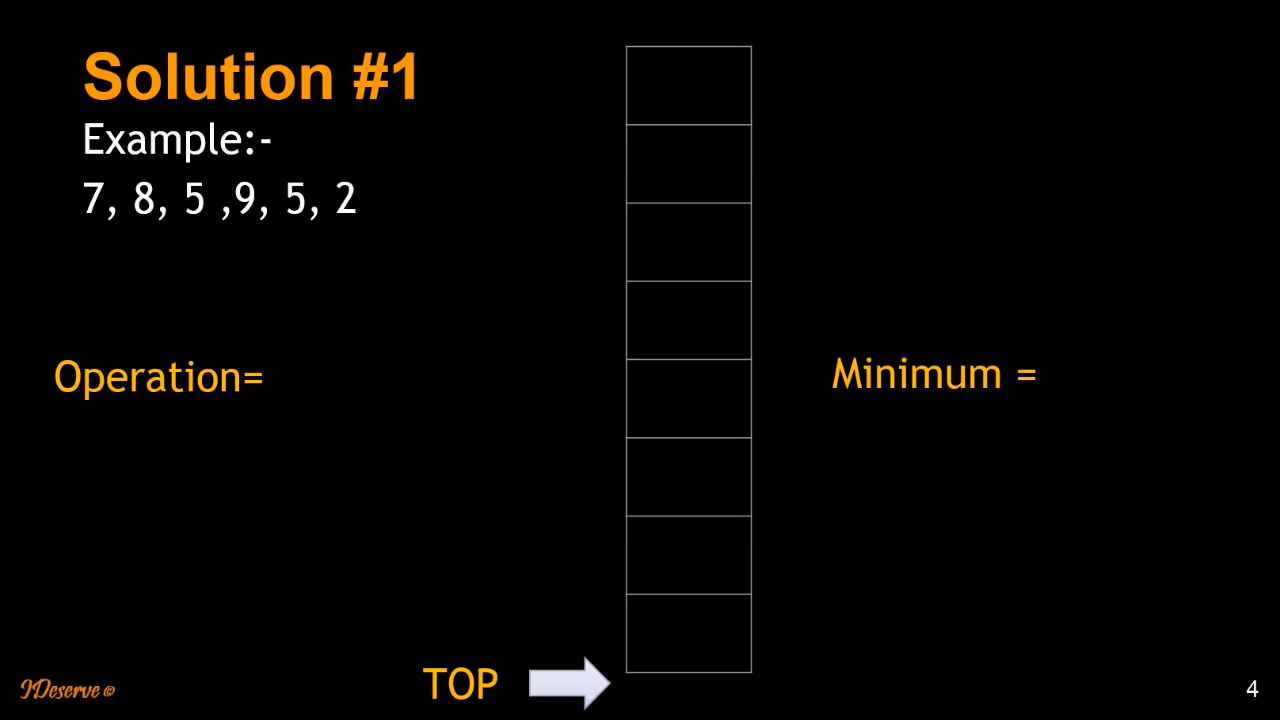 Solution #1
Example:-
7, 8, 5 ,9, 5, 2
Operation=
Minimum =
TOP
IDeserve ©
4